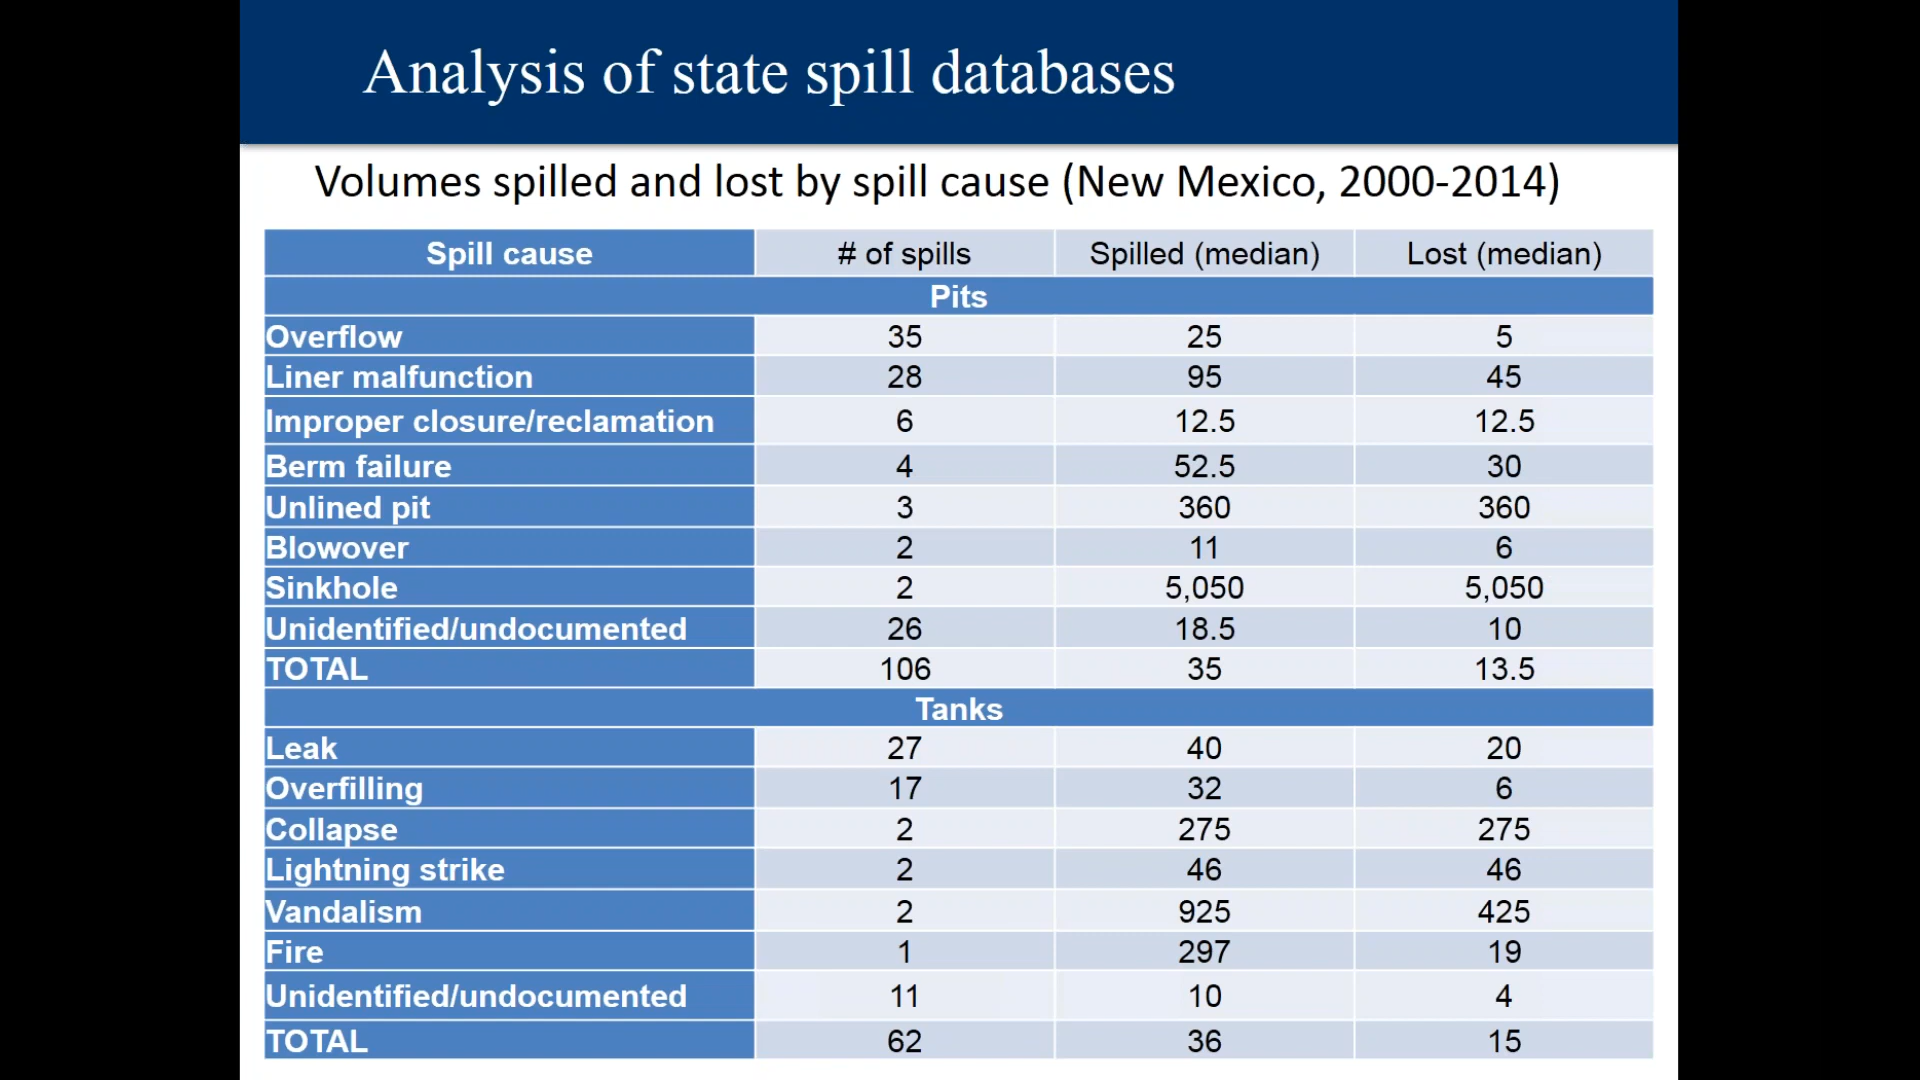 Analysis of state spill databases
Volumes spilled and lost by spill cause (New Mexico, 2000-2014)
Spill cause # of spills Spilled (median) Lost (median)
Pits
Overflow 35 25 5
Liner malfunction 28 95 45
Improper closure/reclamation 6 12.5 12.5
Berm failure 4 52.5 30
Unlined pit 3 360 360
Blowover 2 11 6
Sinkhole 2 5,050 5,050
Unidentified/undocumented 26 18.5 10
TOTAL 106 35 13.5
Tanks
Leak 27 40 20
Overfilling 17 32 6
Collapse 2 275 275
Lightning strike 2 46 46
Vandalism 2 925 425
Fire 1 297 19
Unidentified/undocumented 11 10 4
TOTAL 62 36 15